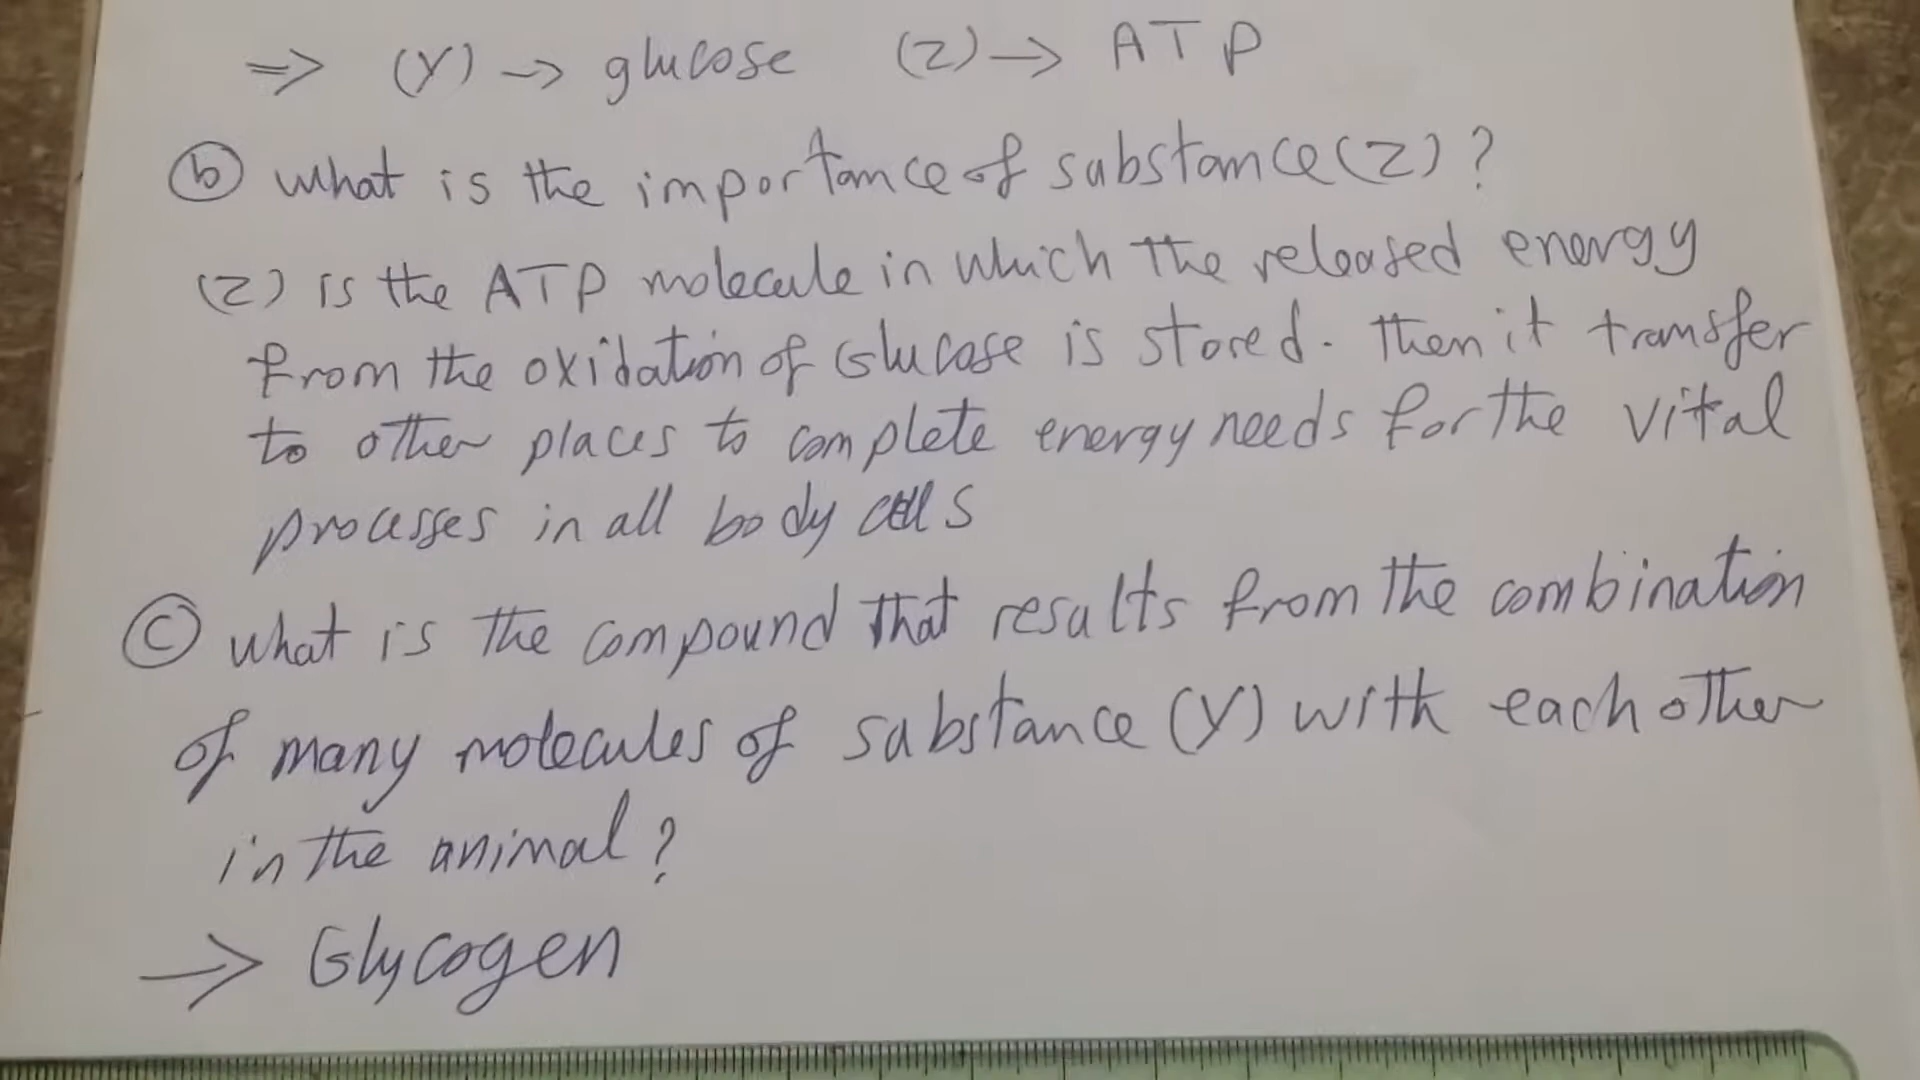 ⇒ (Y) → glucose (Z) → ATP
(b) What is the importance of substance (Z)?
(Z) is the ATP molecule in which the released energy
from the oxidation of Glucose is stored. then it transfer
to other places to complete energy needs for the vital
processes in all body cells
(c) What is the compound that results from the combination
of many molecules of substance (Y) with each other
in the animal?
→ Glycogen